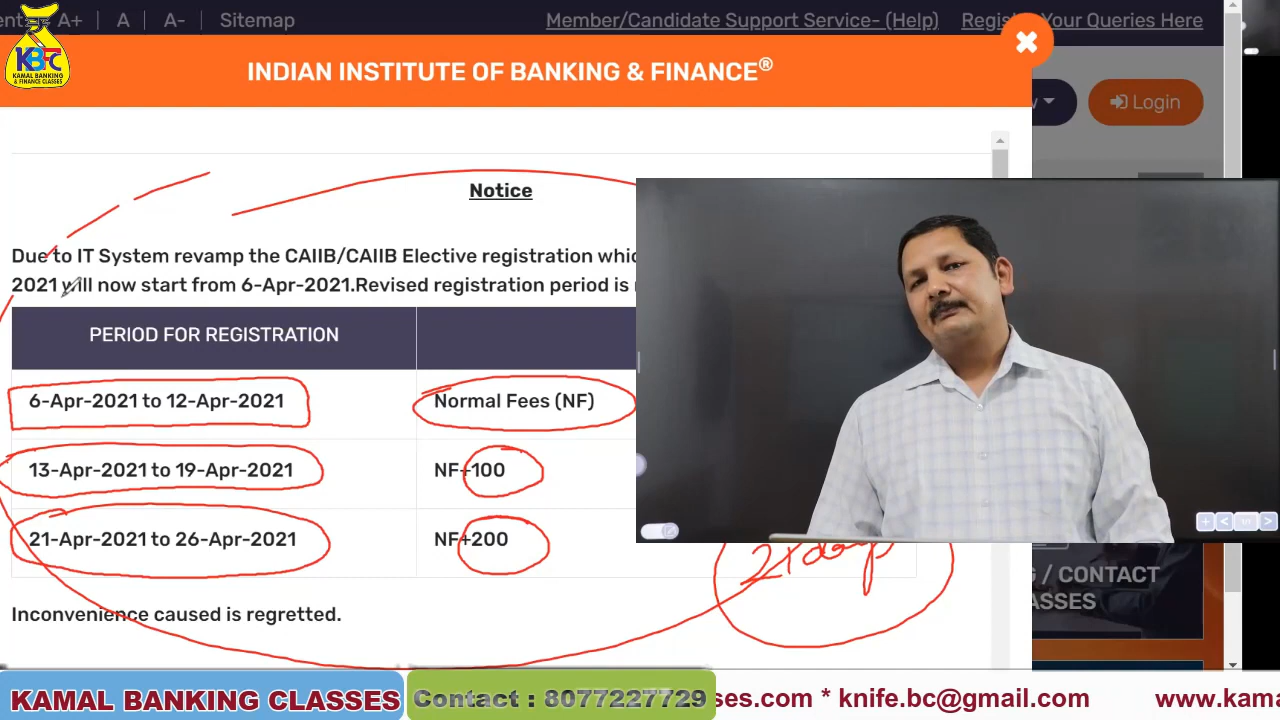 A+ | A | A- | Sitemap
Member/Candidate Support Service- (Help) Your Queries Here
KBFC
KAMAL BANKING
& FINANCE CLASSES
INDIAN INSTITUTE OF BANKING & FINANCE®
Login
Notice
Due to IT System revamp the CAIIB/CAIIB Elective registration
2021 will now start from 6-Apr-2021.Revised registration period is
PERIOD FOR REGISTRATION
6-Apr-2021 to 12-Apr-2021 Normal Fees (NF)
13-Apr-2021 to 19-Apr-2021 NF+100
21-Apr-2021 to 26-Apr-2021 NF+200
21 days
/ CONTACT
Inconvenience caused is regretted.
KAMAL BANKING CLASSES Contact : 8077227729 ses.com * knife.bc@gmail.com www.kama